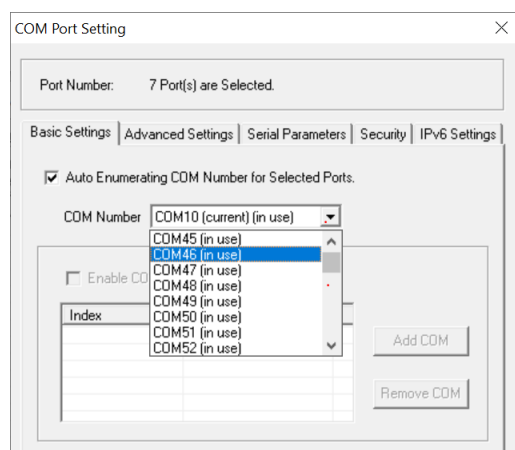 COM Port Setting
Port Number: 7 Port(s) are Selected.
Basic Settings Advanced Settings Serial Parameters Security IPv6 Settings
Auto Enumerating COM Number for Selected Ports.
COM Number COM10 (current) (in use)
COM45 (in use)
COM46 (in use)
COM47 (in use)
Enable CO
COM48 (in use)
COM49 (in use)
Index
COM50 (in use)
COM51 (in use)
COM52 (in use)
Add COM
Remove COM